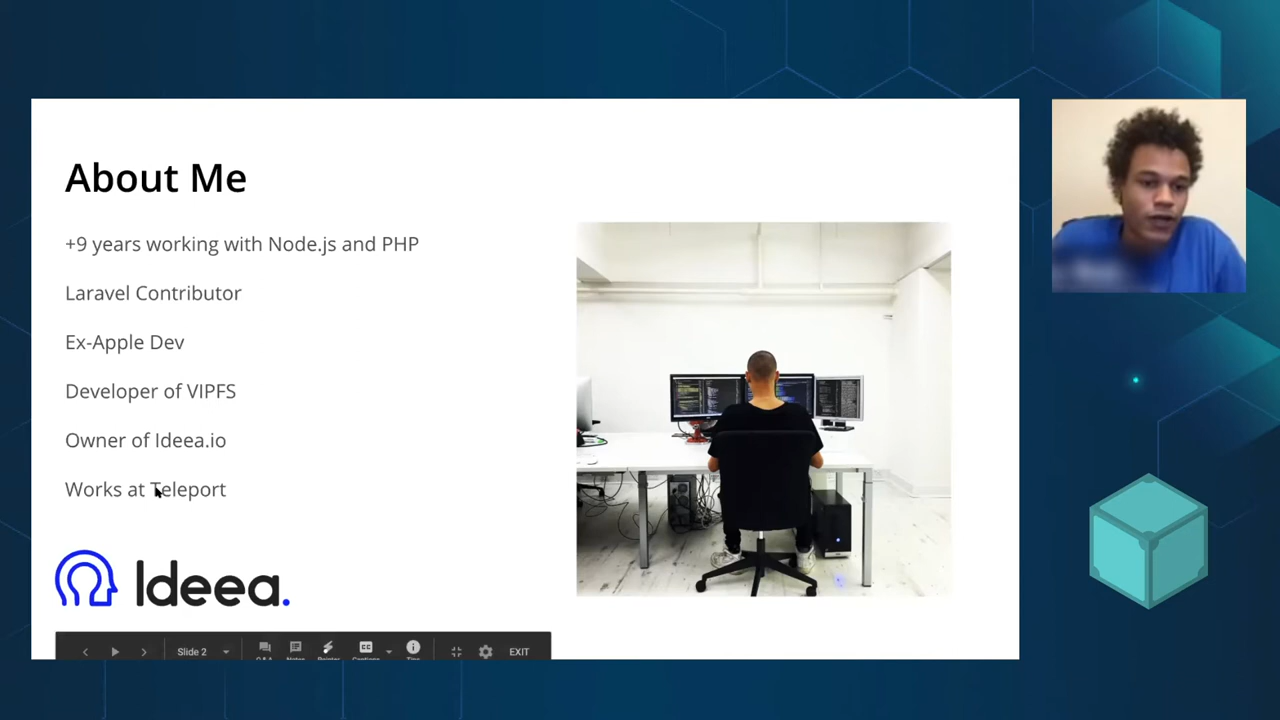 About Me
+9 years working with Node.js and PHP
Laravel Contributor
Ex-Apple Dev
Developer of VIPFS
Owner of Ideea.io
Works at Teleport
Ideea.
Slide 2
EXIT